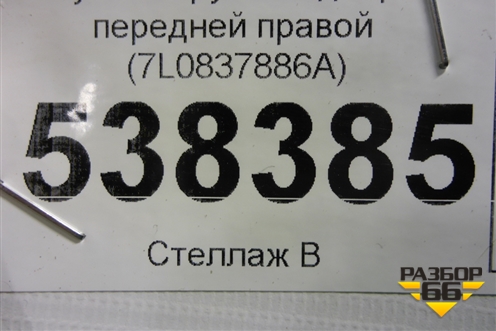 передней правой
(7L0837886A)
538385
Стеллаж В
РАЗБОР
66